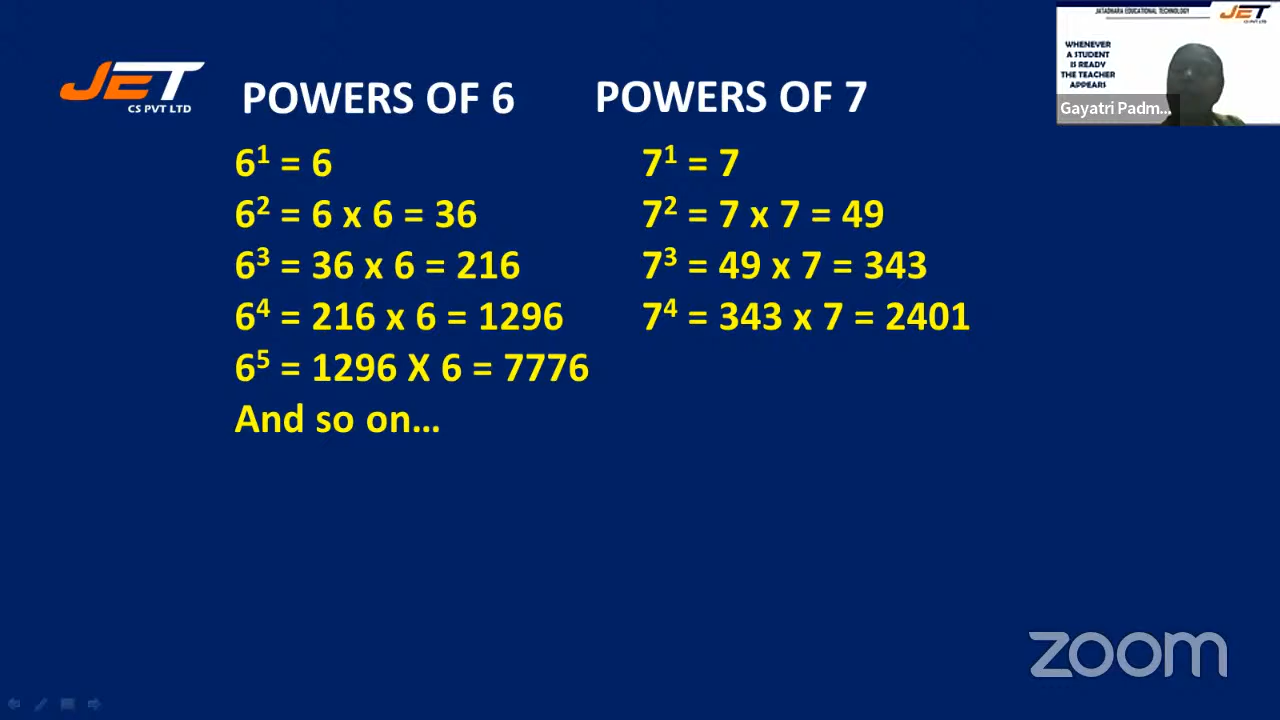 JET
CS PVT LTD
POWERS OF 6
6¹ = 6
6² = 6 x 6 = 36
6³ = 36 x 6 = 216
6⁴ = 216 x 6 = 1296
6⁵ = 1296 X 6 = 7776
And so on...
POWERS OF 7
7¹ = 7
7² = 7 x 7 = 49
7³ = 49 x 7 = 343
7⁴ = 343 x 7 = 2401
JATADHARA EDUCATIONAL TECHNOLOGY
JET
CS PVT LTD
WHENEVER
A STUDENT
IS READY
THE TEACHER
APPEARS
Gayatri Padm...
zoom